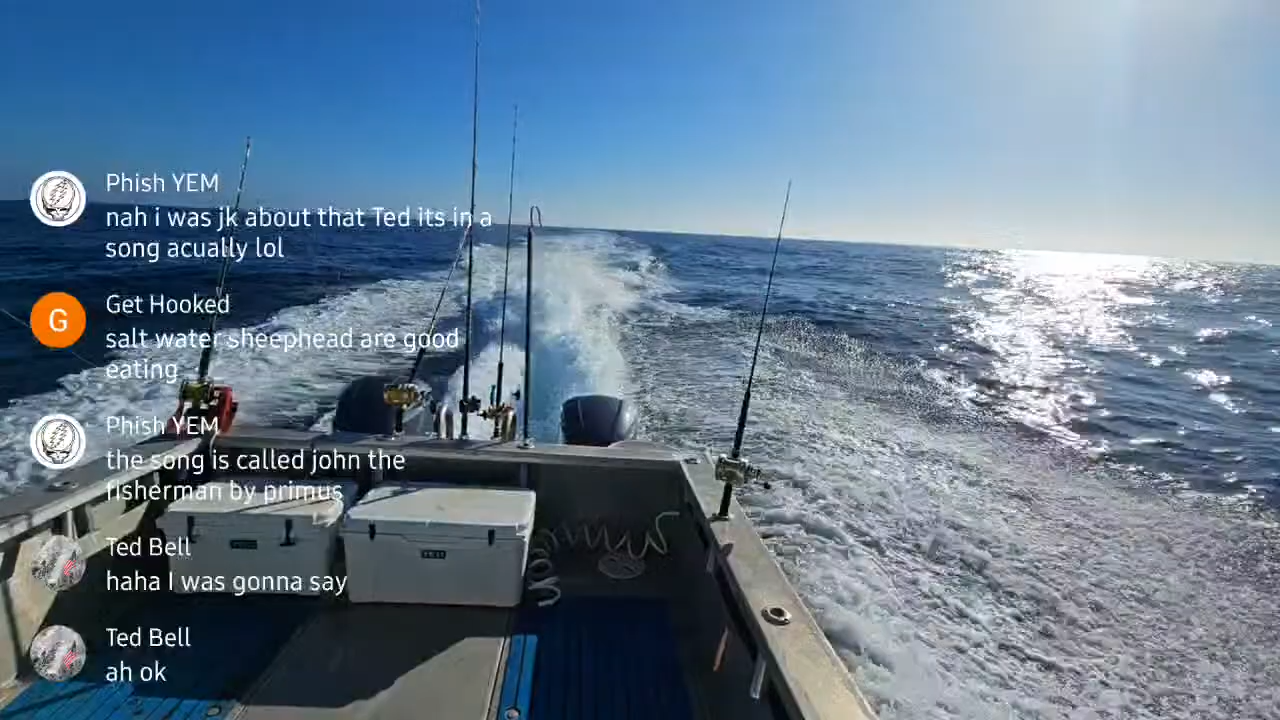 Phish YEM
nah i was jk about that Ted its in a
song acually lol
G
Get Hooked
salt water sheephead are good
eating
Phish YEM
the song is called john the
fisherman by primus
Ted Bell
haha I was gonna say
Ted Bell
ah ok
YETI